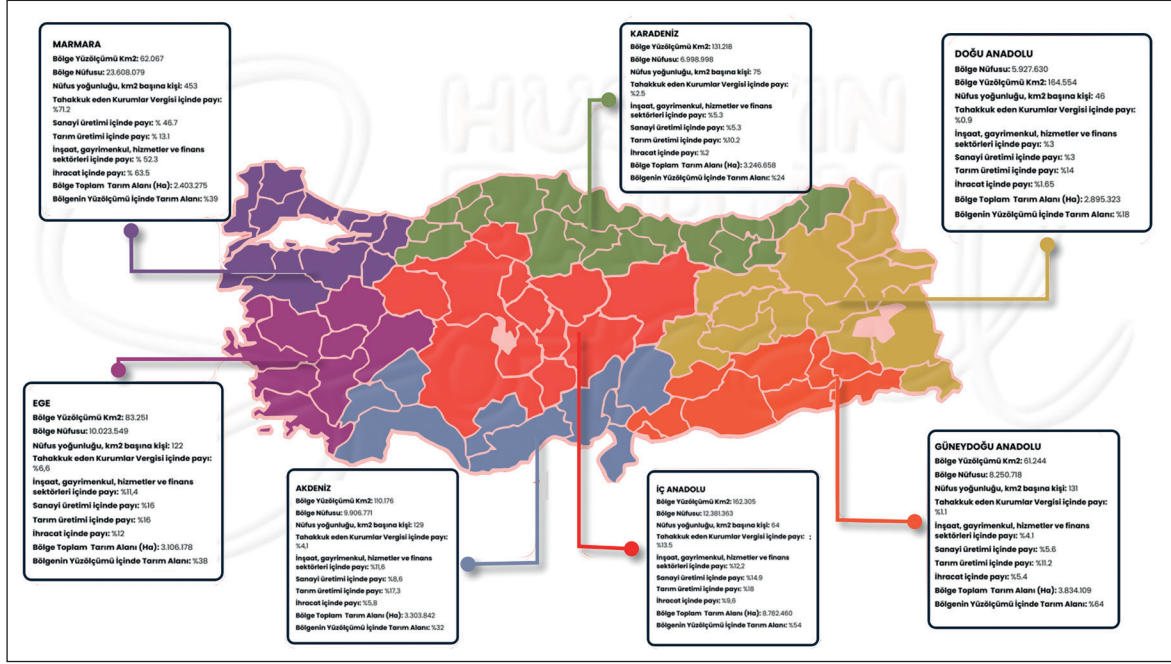 MARMARA
Bölge Yüzölçümü Km2: 62.067
Bölge Nüfusu: 23.608.079
Nüfus yoğunluğu, km2 başına kişi: 453
Tahakkuk eden Kurumlar Vergisi içinde payı:
%71.2
Sanayi üretimi içinde payı: % 46.7
Tarım üretimi içinde payı: % 13.1
İnşaat, gayrimenkul, hizmetler ve finans
sektörleri içinde payı: % 52.3
İhracat içinde payı: % 63.5
Bölge Toplam Tarım Alanı (Ha): 2.403.275
Bölgenin Yüzölçümü İçinde Tarım Alanı: %39
KARADENİZ
Bölge Yüzölçümü Km2: 131.218
Bölge Nüfusu: 6.998.998
Nüfus yoğunluğu, km2 başına kişi: 75
Tahakkuk eden Kurumlar Vergisi içinde payı:
%2.5
İnşaat, gayrimenkul, hizmetler ve finans
sektörleri içinde payı: %5.3
Sanayi üretimi içinde payı: %5.3
Tarım üretimi içinde payı: %10.2
İhracat içinde payı: %2
Bölge Toplam Tarım Alanı (Ha): 3.246.658
Bölgenin Yüzölçümü İçinde Tarım Alanı: %24
DOĞU ANADOLU
Bölge Nüfusu: 5.927.630
Bölge Yüzölçümü Km2: 164.554
Nüfus yoğunluğu, km2 başına kişi: 46
Tahakkuk eden Kurumlar Vergisi içinde payı:
%0.9
İnşaat, gayrimenkul, hizmetler ve finans
sektörleri içinde payı: %3
Sanayi üretimi içinde payı: %3
Tarım üretimi içinde payı: %14
İhracat içinde payı: %1.65
Bölge Toplam Tarım Alanı (Ha): 2.895.323
Bölgenin Yüzölçümü İçinde Tarım Alanı: %18
EGE
Bölge Yüzölçümü Km2: 83.251
Bölge Nüfusu: 10.023.549
Nüfus yoğunluğu, km2 başına kişi: 122
Tahakkuk eden Kurumlar Vergisi içinde payı:
%6,6
İnşaat, gayrimenkul, hizmetler ve finans
sektörleri içinde payı: %11,4
Sanayi üretimi içinde payı: %16
Tarım üretimi içinde payı: %16
İhracat içinde payı: %12
Bölge Toplam Tarım Alanı (Ha): 3.106.178
Bölgenin Yüzölçümü İçinde Tarım Alanı: %38
AKDENİZ
Bölge Yüzölçümü Km2: 110.176
Bölge Nüfusu: 9.906.771
Nüfus yoğunluğu, km2 başına kişi: 129
Tahakkuk eden Kurumlar Vergisi içinde payı:
%4,1
İnşaat, gayrimenkul, hizmetler ve finans
sektörleri içinde payı: %11,6
Sanayi üretimi içinde payı: %8,6
Tarım üretimi içinde payı: %17,3
İhracat içinde payı: %5,8
Bölge Toplam Tarım Alanı (Ha): 3.303.842
Bölgenin Yüzölçümü İçinde Tarım Alanı: %32
İÇ ANADOLU
Bölge Yüzölçümü Km2: 162.305
Bölge Nüfusu: 12.381.363
Nüfus yoğunluğu, km2 başına kişi: 64
Tahakkuk eden Kurumlar Vergisi içinde payı: :
%13.5
İnşaat, gayrimenkul, hizmetler ve finans
sektörleri içinde payı: %12,2
Sanayi üretimi içinde payı: %14.9
Tarım üretimi içinde payı: %18
İhracat içinde payı: %9,6
Bölge Toplam Tarım Alanı (Ha): 8.782.460
Bölgenin Yüzölçümü İçinde Tarım Alanı: %54
GÜNEYDOĞU ANADOLU
Bölge Yüzölçümü Km2: 61.244
Bölge Nüfusu: 8.250.718
Nüfus yoğunluğu, km2 başına kişi: 131
Tahakkuk eden Kurumlar Vergisi içinde payı:
%1.1
İnşaat, gayrimenkul, hizmetler ve finans
sektörleri içinde payı: %4.1
Sanayi üretimi içinde payı: %5.6
Tarım üretimi içinde payı: %11.2
İhracat içinde payı: %5.4
Bölge Toplam Tarım Alanı (Ha): 3.834.109
Bölgenin Yüzölçümü İçinde Tarım Alanı: %64